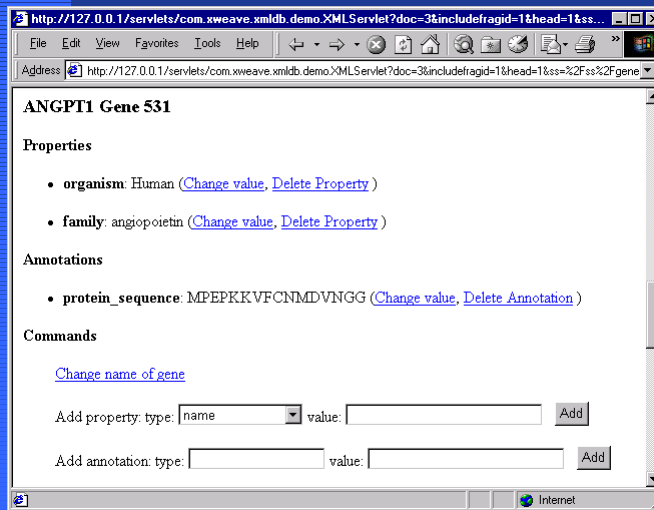 http://127.0.0.1/servlets/com.xweave.xmldb.demo.XMLServlet?doc=3&includefragid=1&head=1&ss...
File Edit View Favorites Tools Help »
Address http://127.0.0.1/servlets/com.xweave.xmldb.demo.XMLServlet?doc=3&includefragid=1&head=1&ss=%2Fss%2Fgene
ANGPT1 Gene 531
Properties
• organism: Human (Change value, Delete Property )
• family: angiopoietin (Change value, Delete Property )
Annotations
• protein_sequence: MPEPKKVFCNMDVNGG (Change value, Delete Annotation )
Commands
Change name of gene
Add property: type: name value: Add
Add annotation: type: value: Add
Internet